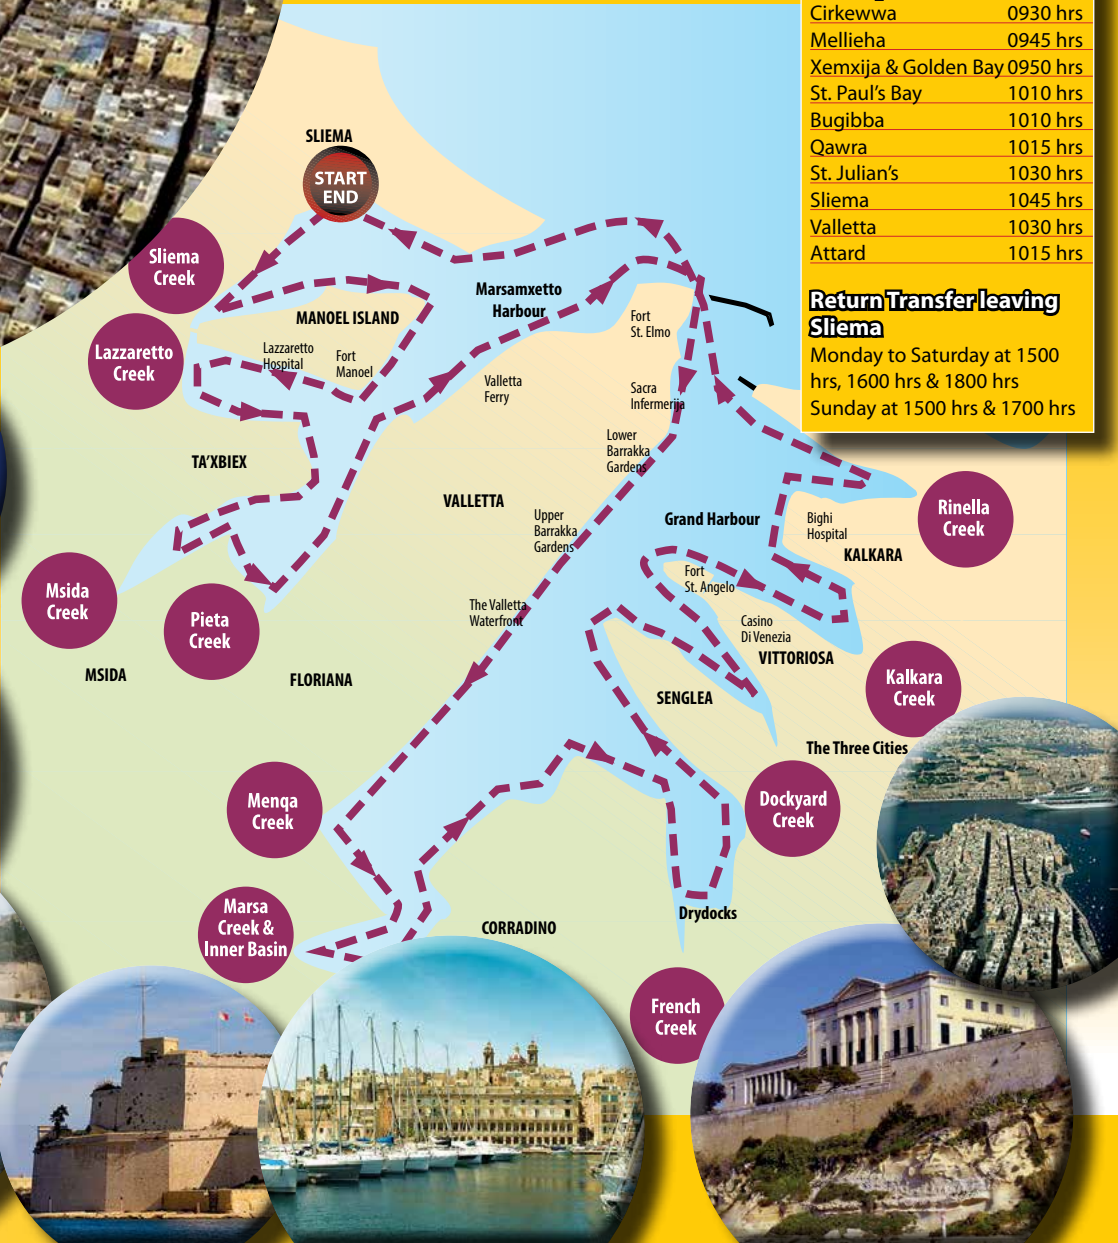 Cirkewwa 0930 hrs
Mellieha 0945 hrs
Xemxija & Golden Bay 0950 hrs
St. Paul's Bay 1010 hrs
Bugibba 1010 hrs
Qawra 1015 hrs
St. Julian's 1030 hrs
Sliema 1045 hrs
Valletta 1030 hrs
Attard 1015 hrs
Return Transfer leaving
Sliema
Monday to Saturday at 1500
hrs, 1600 hrs & 1800 hrs
Sunday at 1500 hrs & 1700 hrs
SLIEMA
START
END
Sliema
Creek
Marsamxetto
Harbour
MANOEL ISLAND
Fort
St. Elmo
Lazzaretto
Creek
Lazzaretto
Hospital
Fort
Manoel
Valletta
Ferry
Sacra
Infermerija
Lower
Barrakka
Gardens
TA'XBIEX
VALLETTA
Upper
Barrakka
Gardens
Grand Harbour
Bighi
Hospital
KALKARA
Rinella
Creek
Msida
Creek
Pieta
Creek
The Valletta
Waterfront
Fort
St. Angelo
Casino
Di Venezia
VITTORIOSA
MSIDA
FLORIANA
SENGLEA
Kalkara
Creek
The Three Cities
Menqa
Creek
Dockyard
Creek
Marsa
Creek &
Inner Basin
CORRADINO
Drydocks
French
Creek